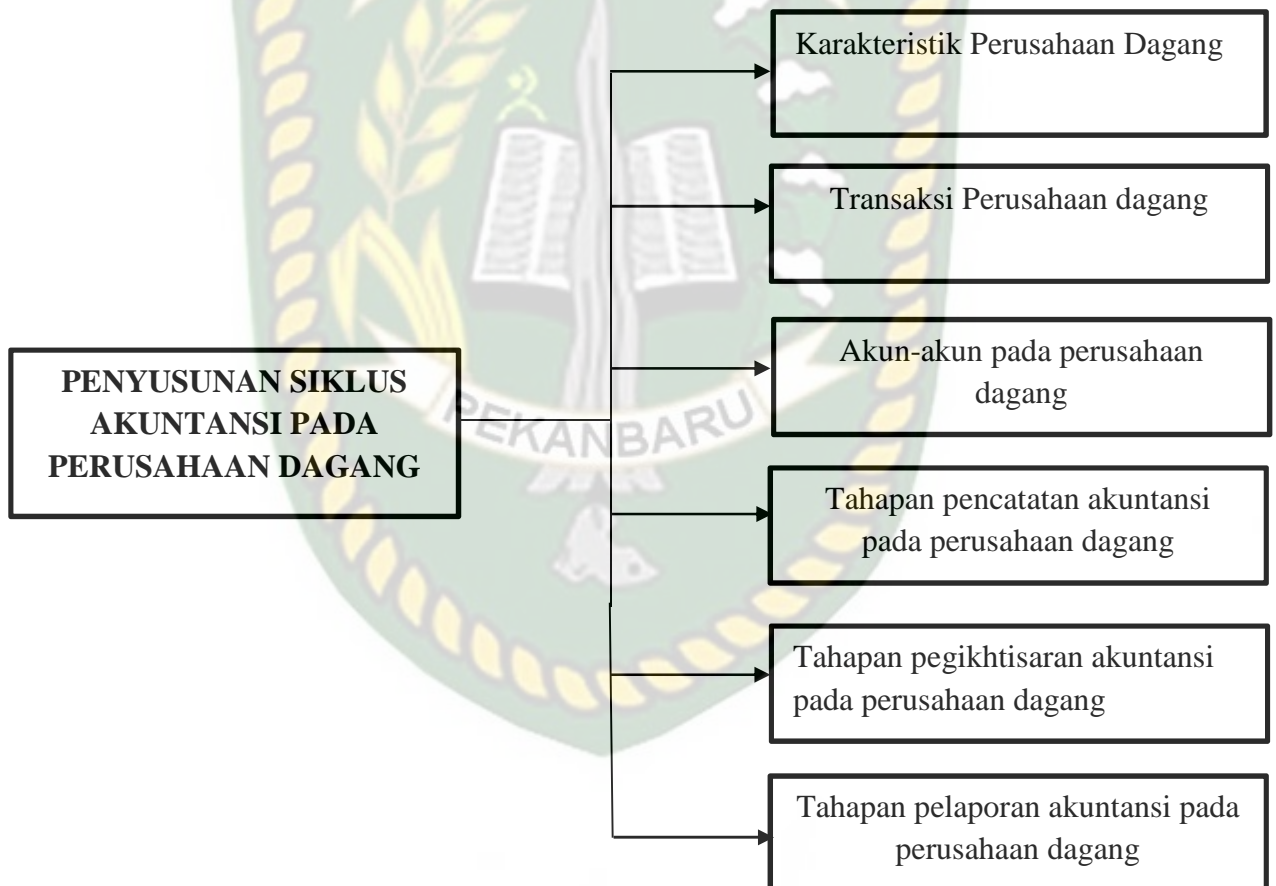 Karakteristik Perusahaan Dagang
Transaksi Perusahaan dagang
Akun-akun pada perusahaan
dagang
PENYUSUNAN SIKLUS
AKUNTANSI PADA
PERUSAHAAN DAGANG
PEKANBARU
Tahapan pencatatan akuntansi
pada perusahaan dagang
Tahapan pegikhtisaran akuntansi
pada perusahaan dagang
Tahapan pelaporan akuntansi pada
perusahaan dagang